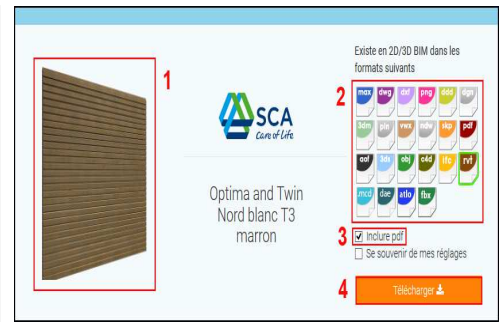 Existe en 2D/3D BIM dans les
formats suivants
1
2
max dwg dxf png ddd dgn
3dm pln vwx ndw skp pdf
aof 3ds obj c4d ifc rvt
mcd dae atlo fbx
SCA
Care of Life
Optima and Twin
Nord blanc T3
marron
3 Inclure pdf
Se souvenir de mes réglages
4 Télécharger